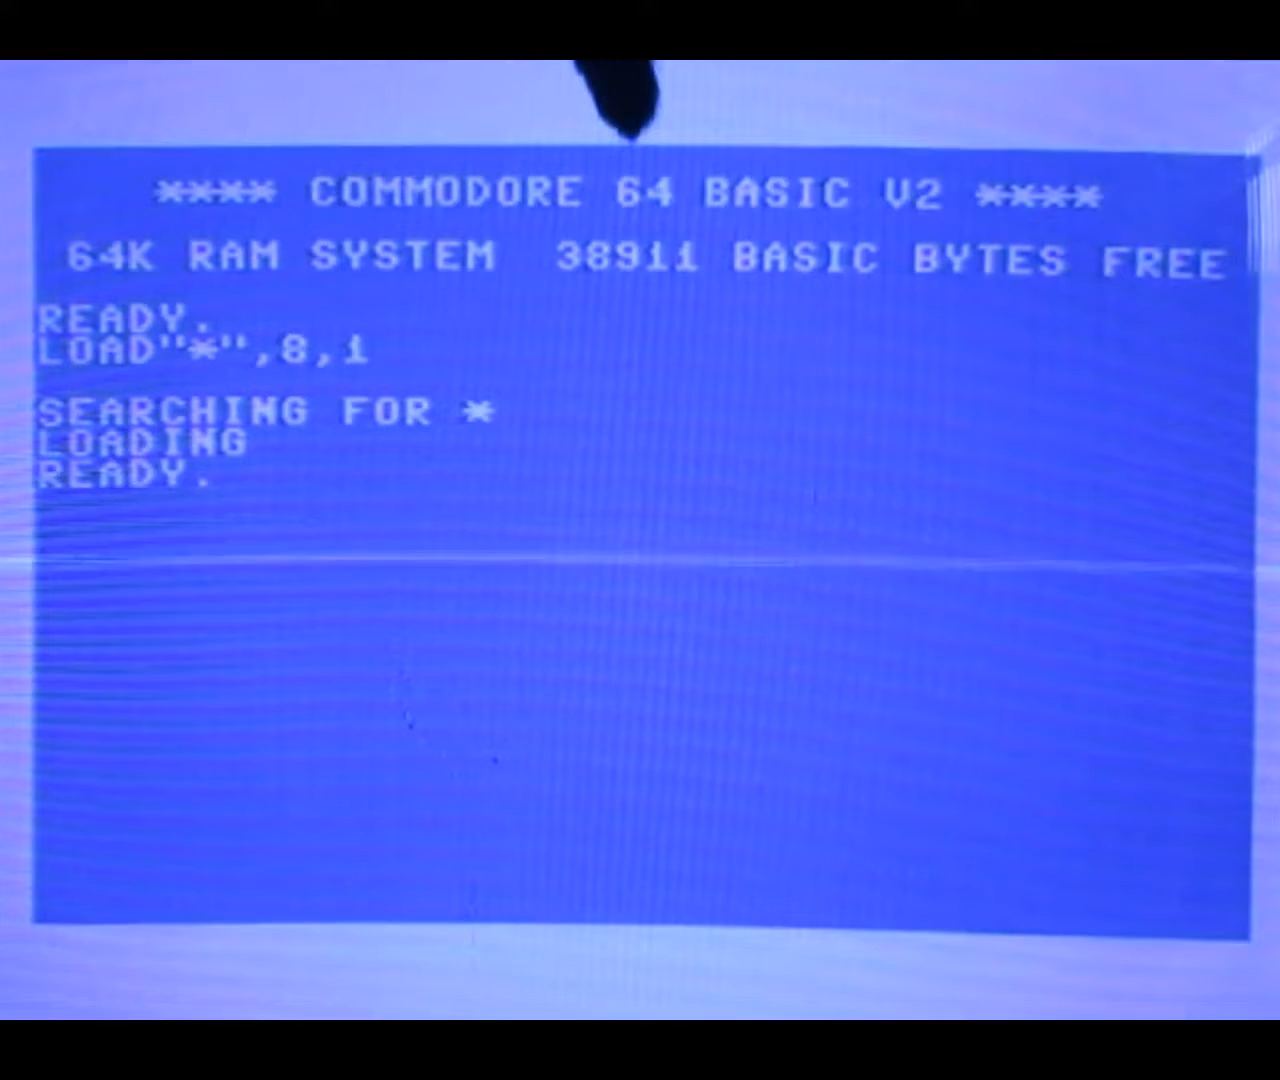 **** COMMODORE 64 BASIC V2 ****
64K RAM SYSTEM 38911 BASIC BYTES FREE
READY.
LOAD"*",8,1
SEARCHING FOR *
LOADING
READY.